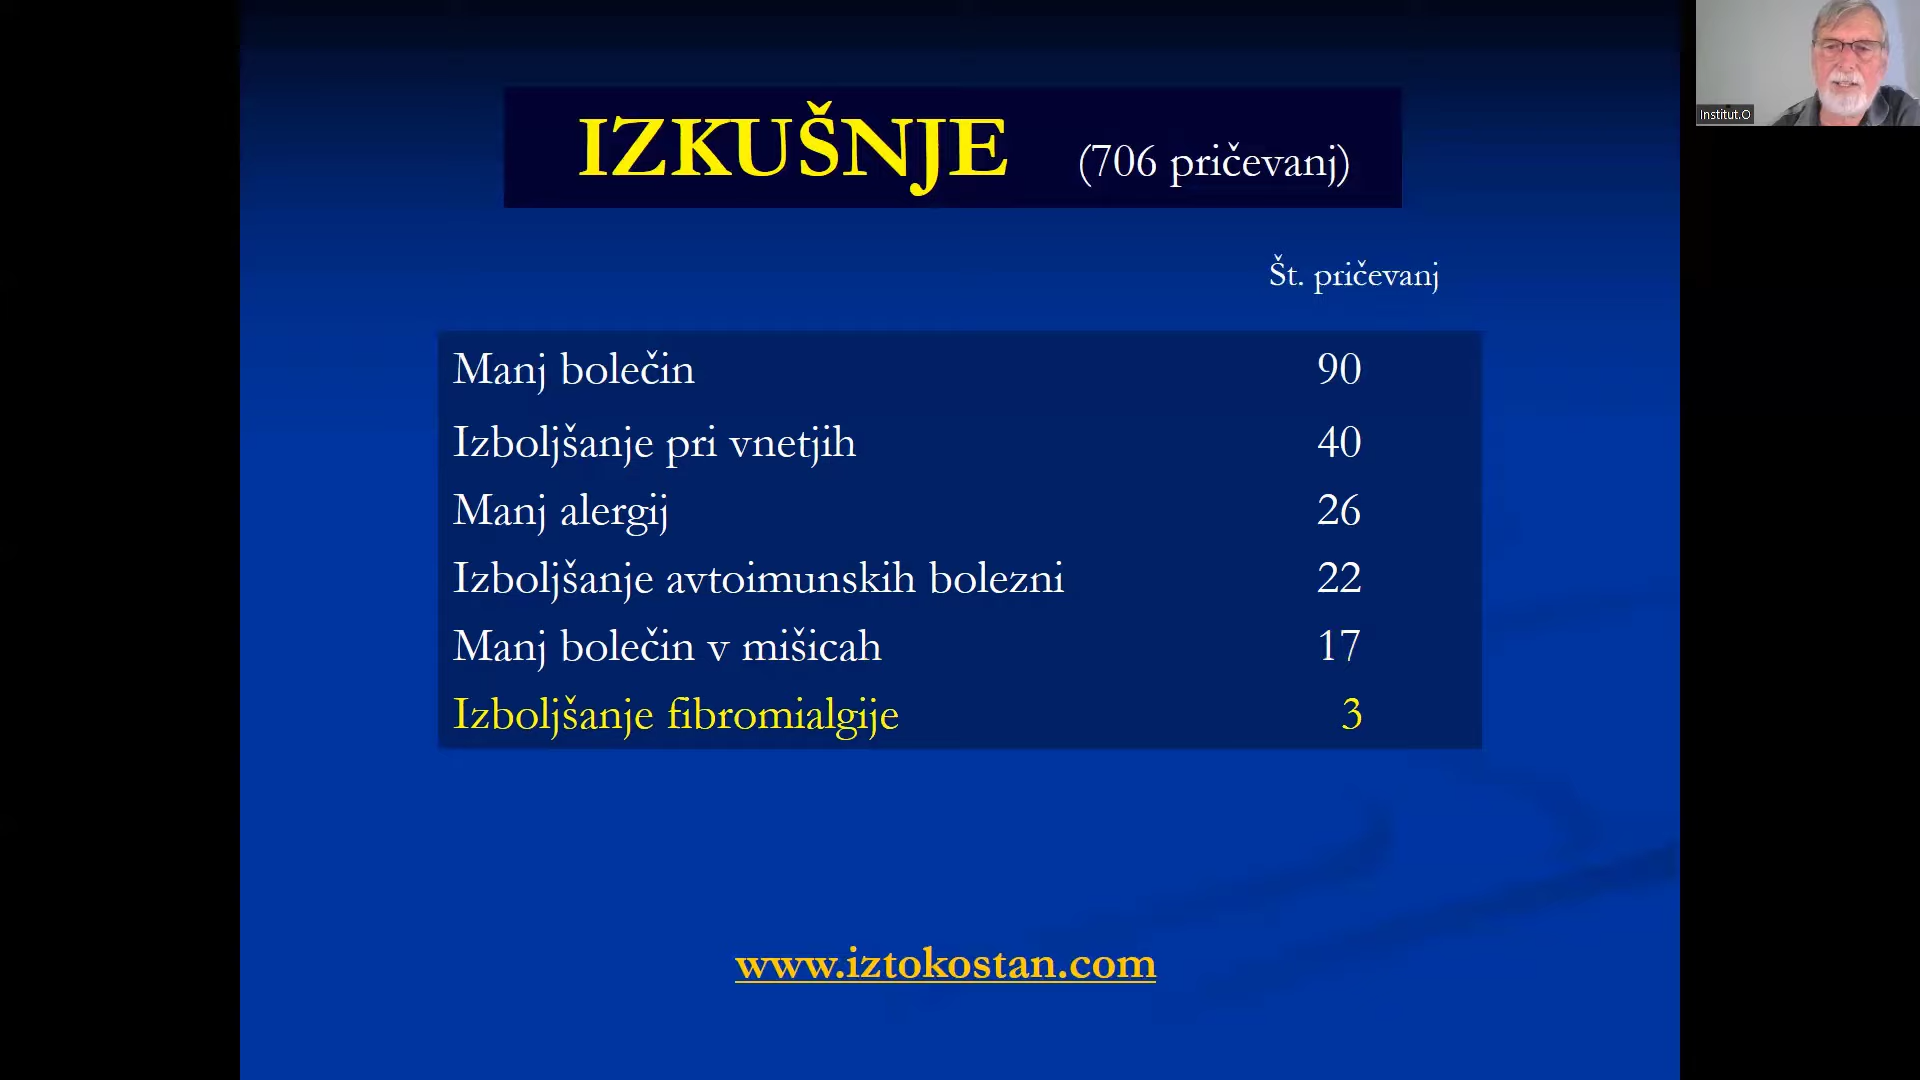 IZKUŠNJE (706 pričevanj)
Institut.O
Št. pričevanj
Manj bolečin 90
Izboljšanje pri vnetjih 40
Manj alergij 26
Izboljšanje avtoimunskih bolezni 22
Manj bolečin v mišicah 17
Izboljšanje fibromialgije 3
www.iztokostan.com